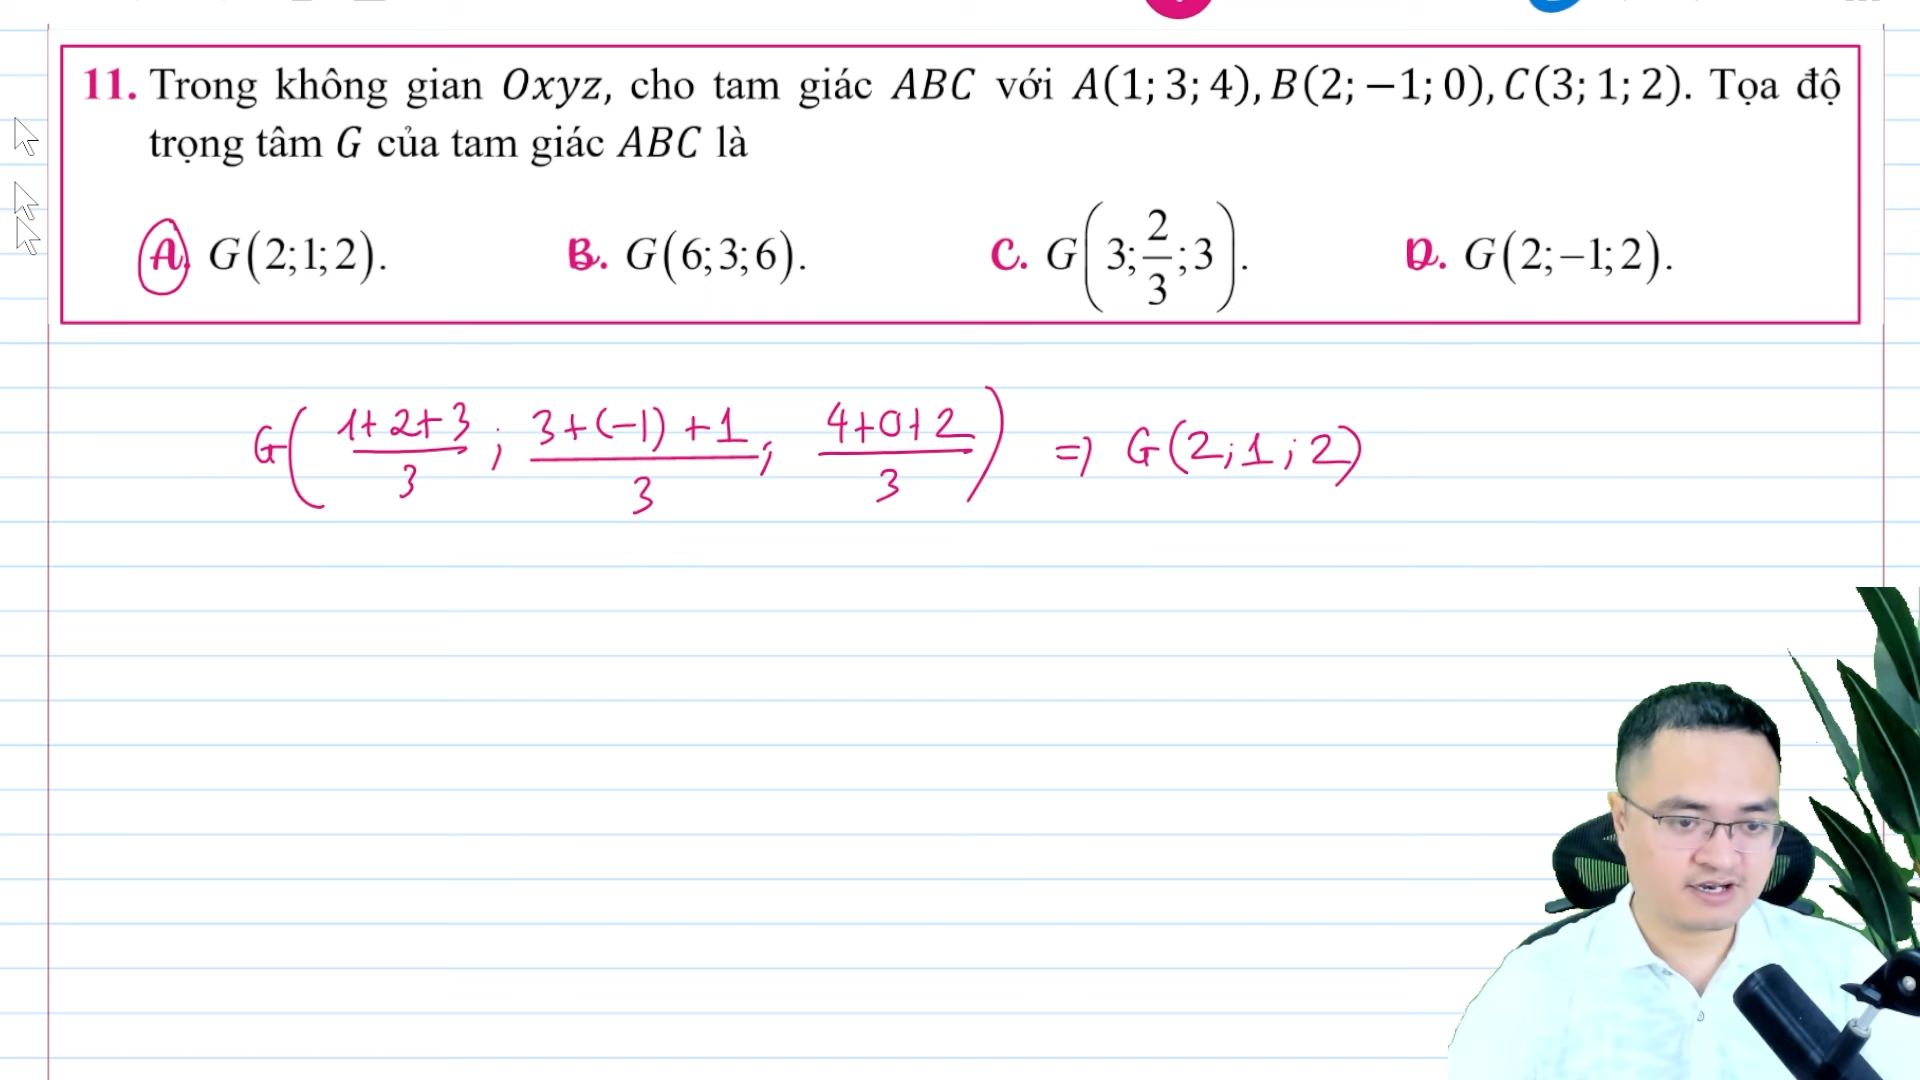 11. Trong không gian Oxyz, cho tam giác ABC với A(1; 3; 4), B(2; −1; 0), C(3; 1; 2). Tọa độ
trọng tâm G của tam giác ABC là
A. G(2;1;2). B. G(6;3;6). C. G(3; 2/3 ;3). D. G(2;−1;2).
G( (1+2+3)/3 ; (3+(-1)+1)/3 ; (4+0+2)/3 ) => G(2;1;2)